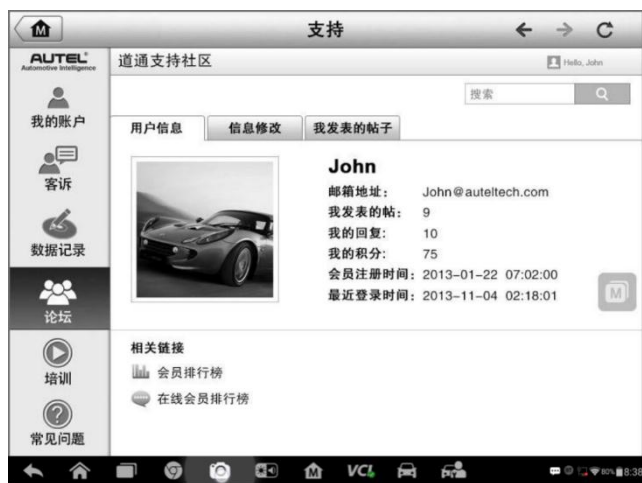 支持
AUTEL®
Automotive Intelligence
道通支持社区
Hello, John
搜索
我的账户
客诉
数据记录
论坛
培训
常见问题
用户信息
信息修改
我发表的帖子
John
邮箱地址： John@auteltech.com
我发表的帖： 9
我的回复： 10
我的积分： 75
会员注册时间： 2013-01-22 07:02:00
最近登录时间： 2013-11-04 02:18:01
相关链接
会员排行榜
在线会员排行榜
VCI
80%
8:38